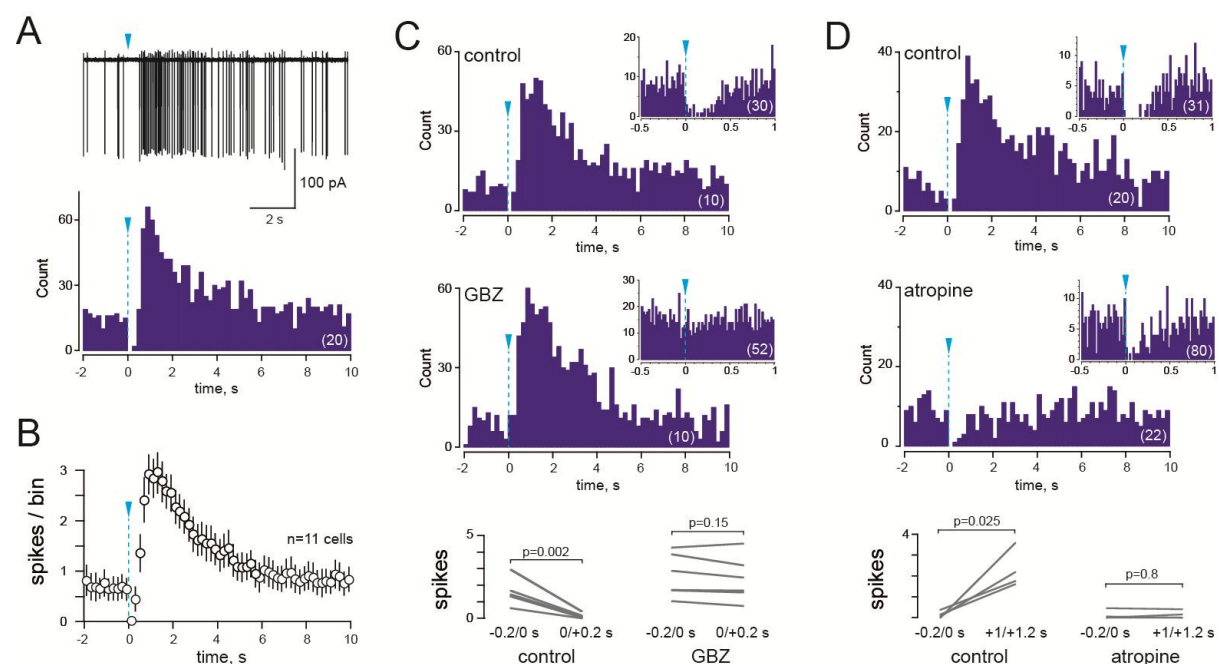 A
100 pA
2 s
60
30
0
Count
(20)
-2 0 2 4 6 8 10
time, s
B
3
2
1
0
spikes / bin
n=11 cells
-2 0 2 4 6 8 10
time, s
C
60
30
0
Count
control
(10)
-2 0 2 4 6 8 10
time, s
20
15
10
5
0
(30)
-0.5 0 0.5 1
60
30
0
Count
GBZ
(10)
-2 0 2 4 6 8 10
time, s
30
20
10
0
(52)
-0.5 0 0.5 1
5
0
spikes
p=0.002
p=0.15
-0.2/0 s 0/+0.2 s -0.2/0 s 0/+0.2 s
control GBZ
D
40
20
0
Count
control
(20)
-2 0 2 4 6 8 10
time, s
10
5
0
(31)
-0.5 0 0.5 1
40
20
0
Count
atropine
(22)
-2 0 2 4 6 8 10
time, s
10
5
0
(80)
-0.5 0 0.5 1
4
0
spikes
p=0.025
p=0.8
-0.2/0 s +1/+1.2 s -0.2/0 s +1/+1.2 s
control atropine